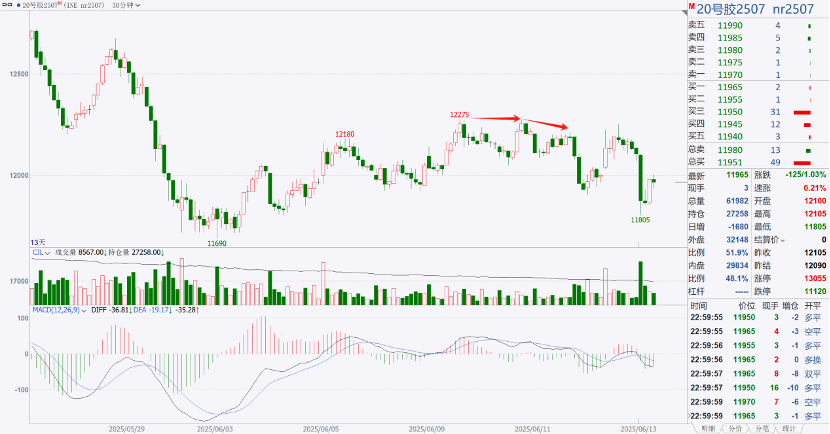 20号胶2507 M (INE nr2507) 30分钟
12500
12000
12180
12275
11690
11805
13天
CJL 成交量 8567.00↓ 持仓量 27258.00↓
17000
MACD(12,26,9) DIFF -36.81↓ DEA -19.17↓ -35.28↑
100
0
-100
2025/05/29 2025/06/03 2025/06/05 2025/06/09 2025/06/11 2025/06/13
M 20号胶2507 nr2507
卖五 11990 4
卖四 11985 5
卖三 11980 2
卖二 11975 1
卖一 11970 1
买一 11965 2
买二 11955 1
买三 11950 31
买四 11945 12
买五 11940 3
总卖 11980 13
总买 11951 49
最新 11965 涨跌 -125/1.03%
现手 3 速涨 0.21%
总量 61982 开盘 12100
持仓 27258 最高 12105
日增 -1680 最低 11805
外盘 32148 结算价 0
比例 51.9% 昨收 12105
内盘 29834 昨结 12090
比例 48.1% 涨停 13055
杠杆 ----- 跌停 11120
时间 价位 现手 增仓 开平
22:59:55 11950 3 -2 多平
22:59:56 11965 4 -3 空平
22:59:56 11955 3 -1 多平
22:59:56 11965 2 0 多换
22:59:57 11965 8 -8 双平
22:59:57 11950 16 -10 多平
22:59:59 11970 7 -6 空平
22:59:59 11965 3 -1 多平
明细 分价 分笔 统计